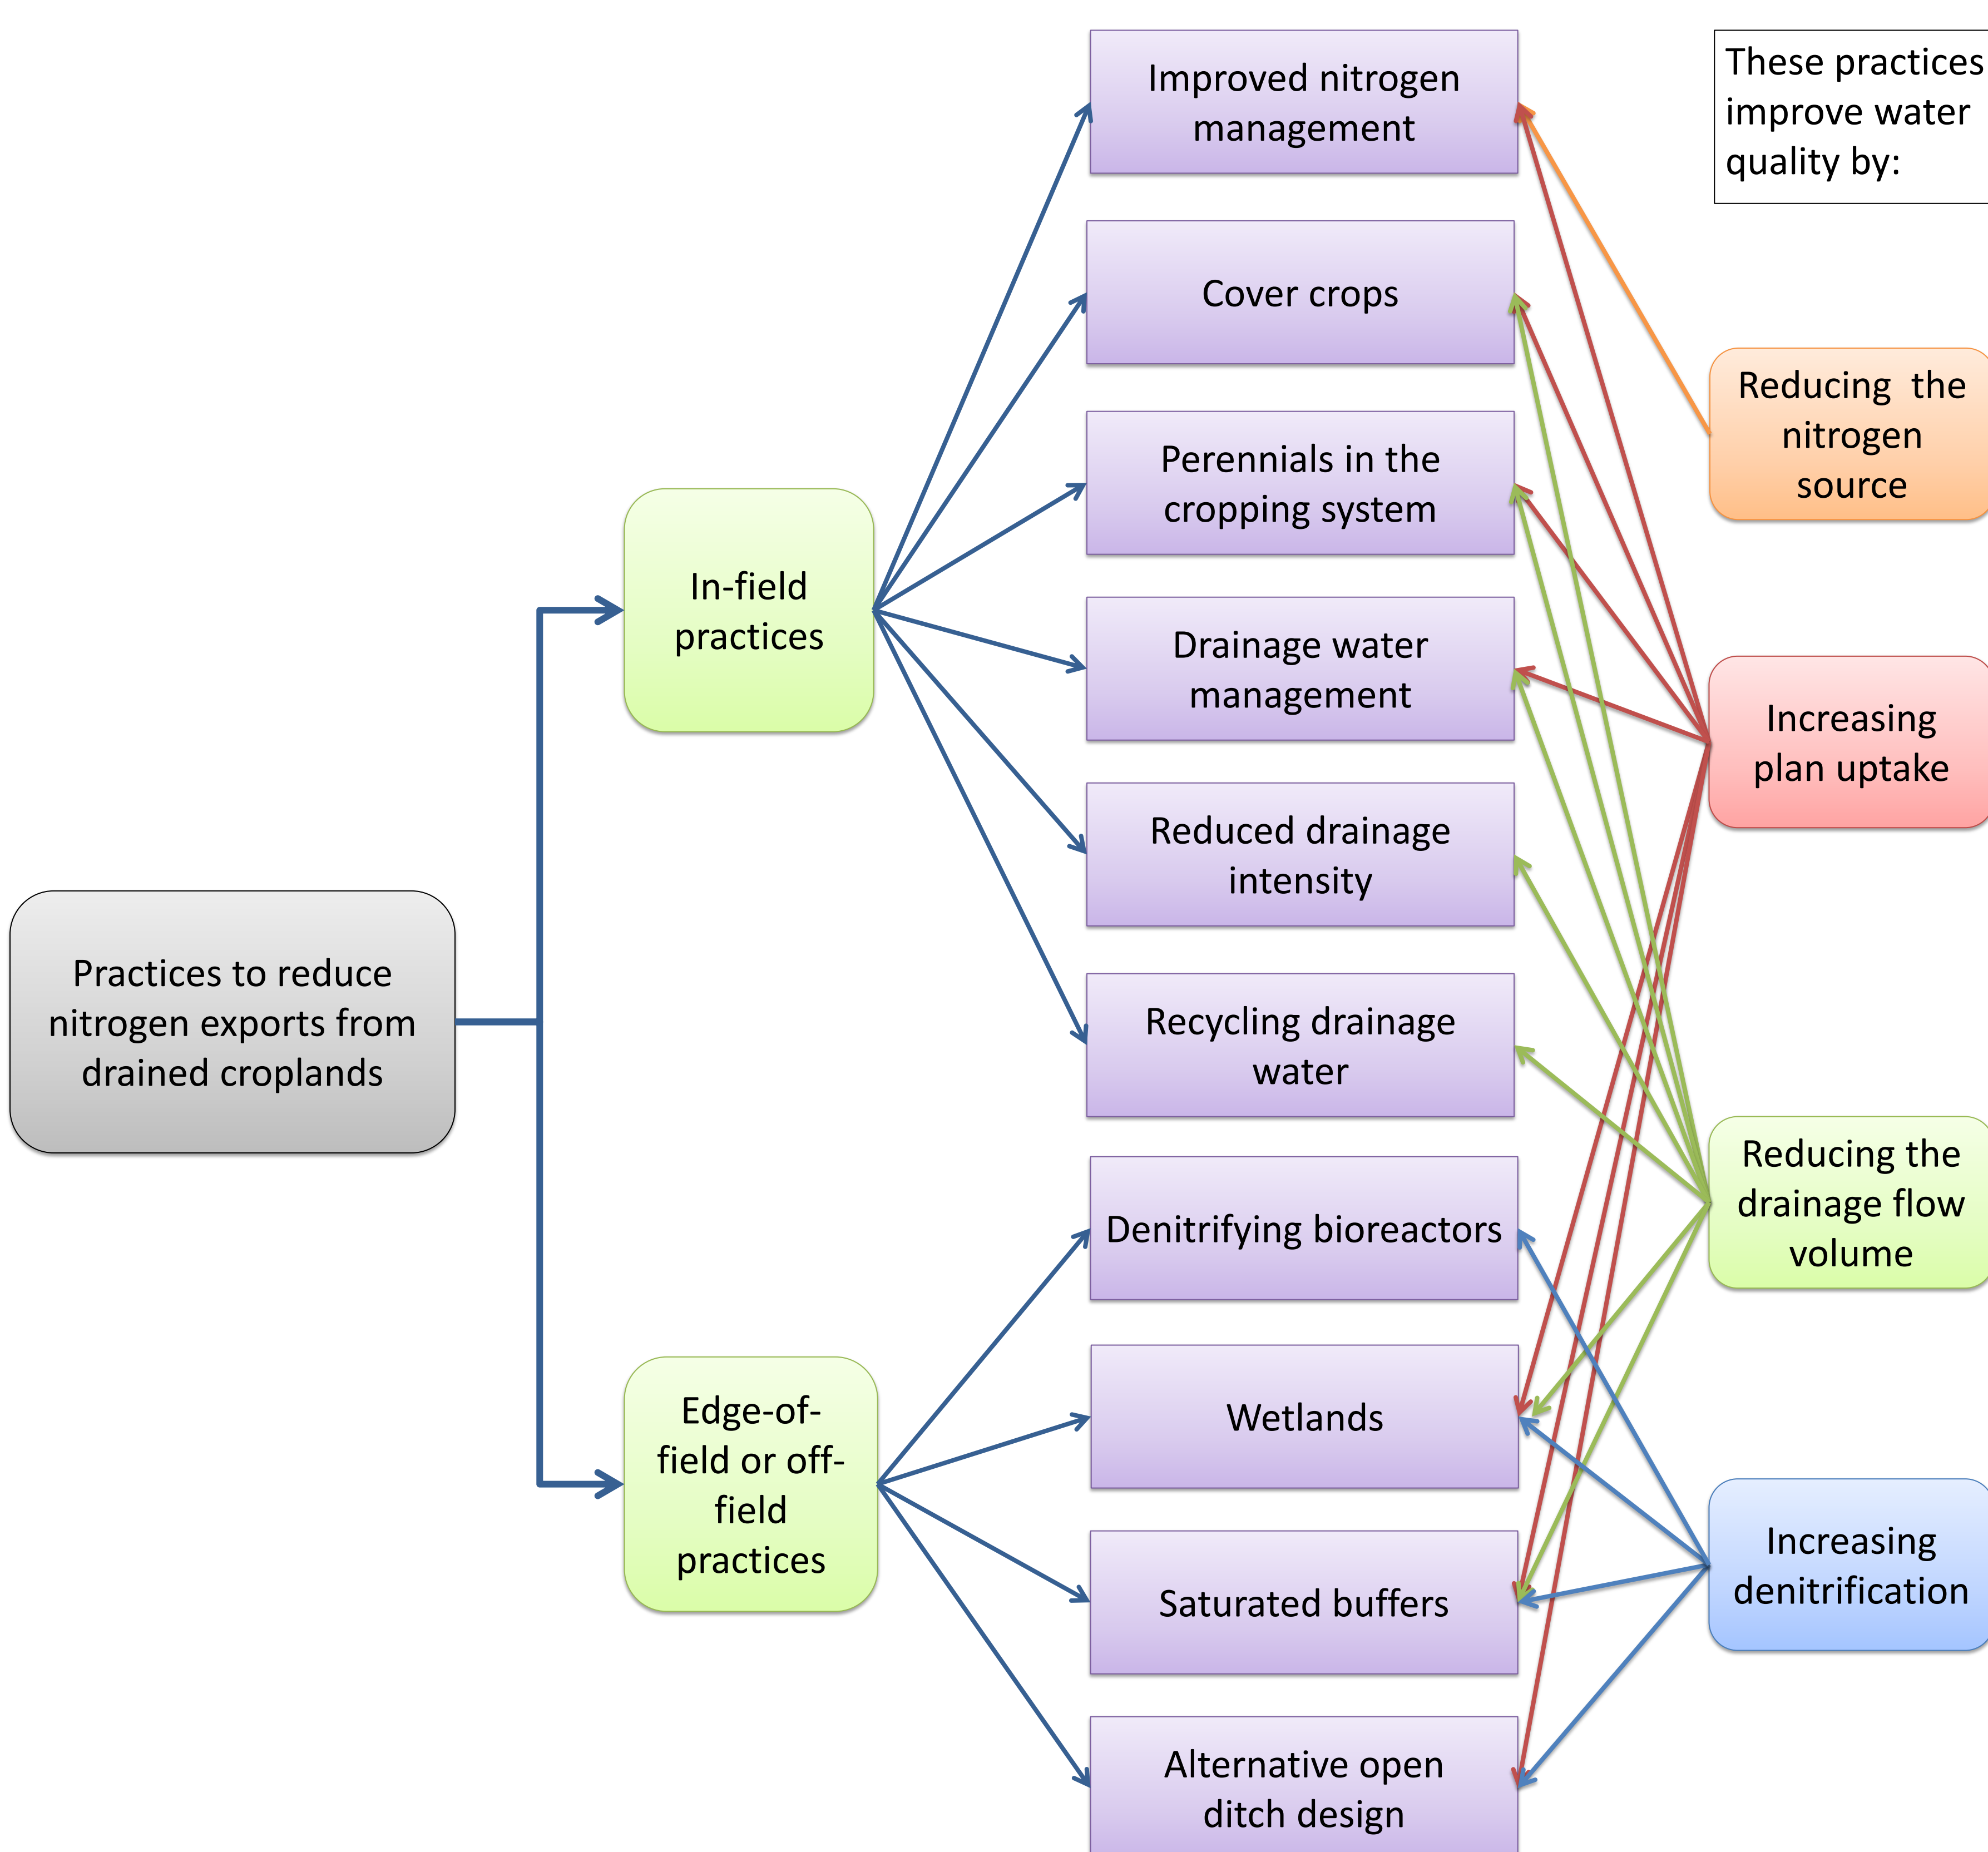 Practices to reduce
nitrogen exports from
drained croplands
In-field
practices
Edge-of-
field or off-
field
practices
Improved nitrogen
management
Cover crops
Perennials in the
cropping system
Drainage water
management
Reduced drainage
intensity
Recycling drainage
water
Denitrifying bioreactors
Wetlands
Saturated buffers
Alternative open
ditch design
These practices
improve water
quality by:
Reducing the
nitrogen
source
Increasing
plan uptake
Reducing the
drainage flow
volume
Increasing
denitrification